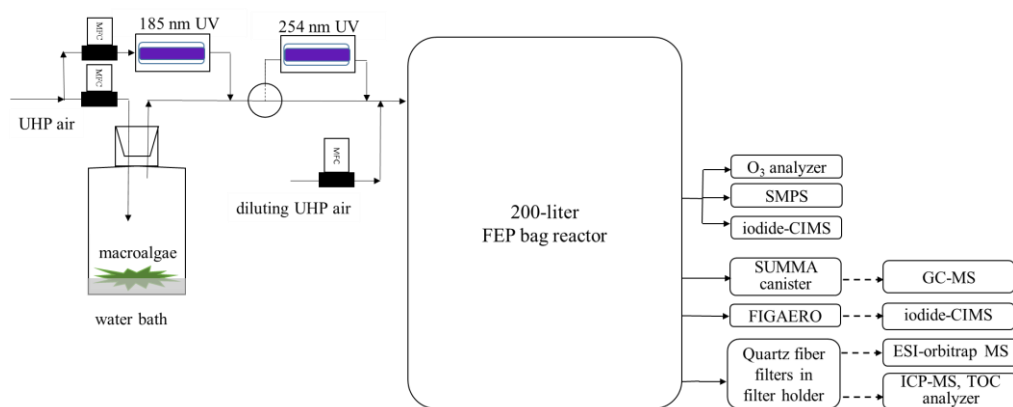 185 nm UV
254 nm UV
MFC
MFC
UHP air
MFC
diluting UHP air
macroalgae
water bath
200-liter
FEP bag reactor
O₃ analyzer
SMPS
iodide-CIMS
SUMMA
canister
GC-MS
FIGAERO
iodide-CIMS
Quartz fiber
filters in
filter holder
ESI-orbitrap MS
ICP-MS, TOC
analyzer